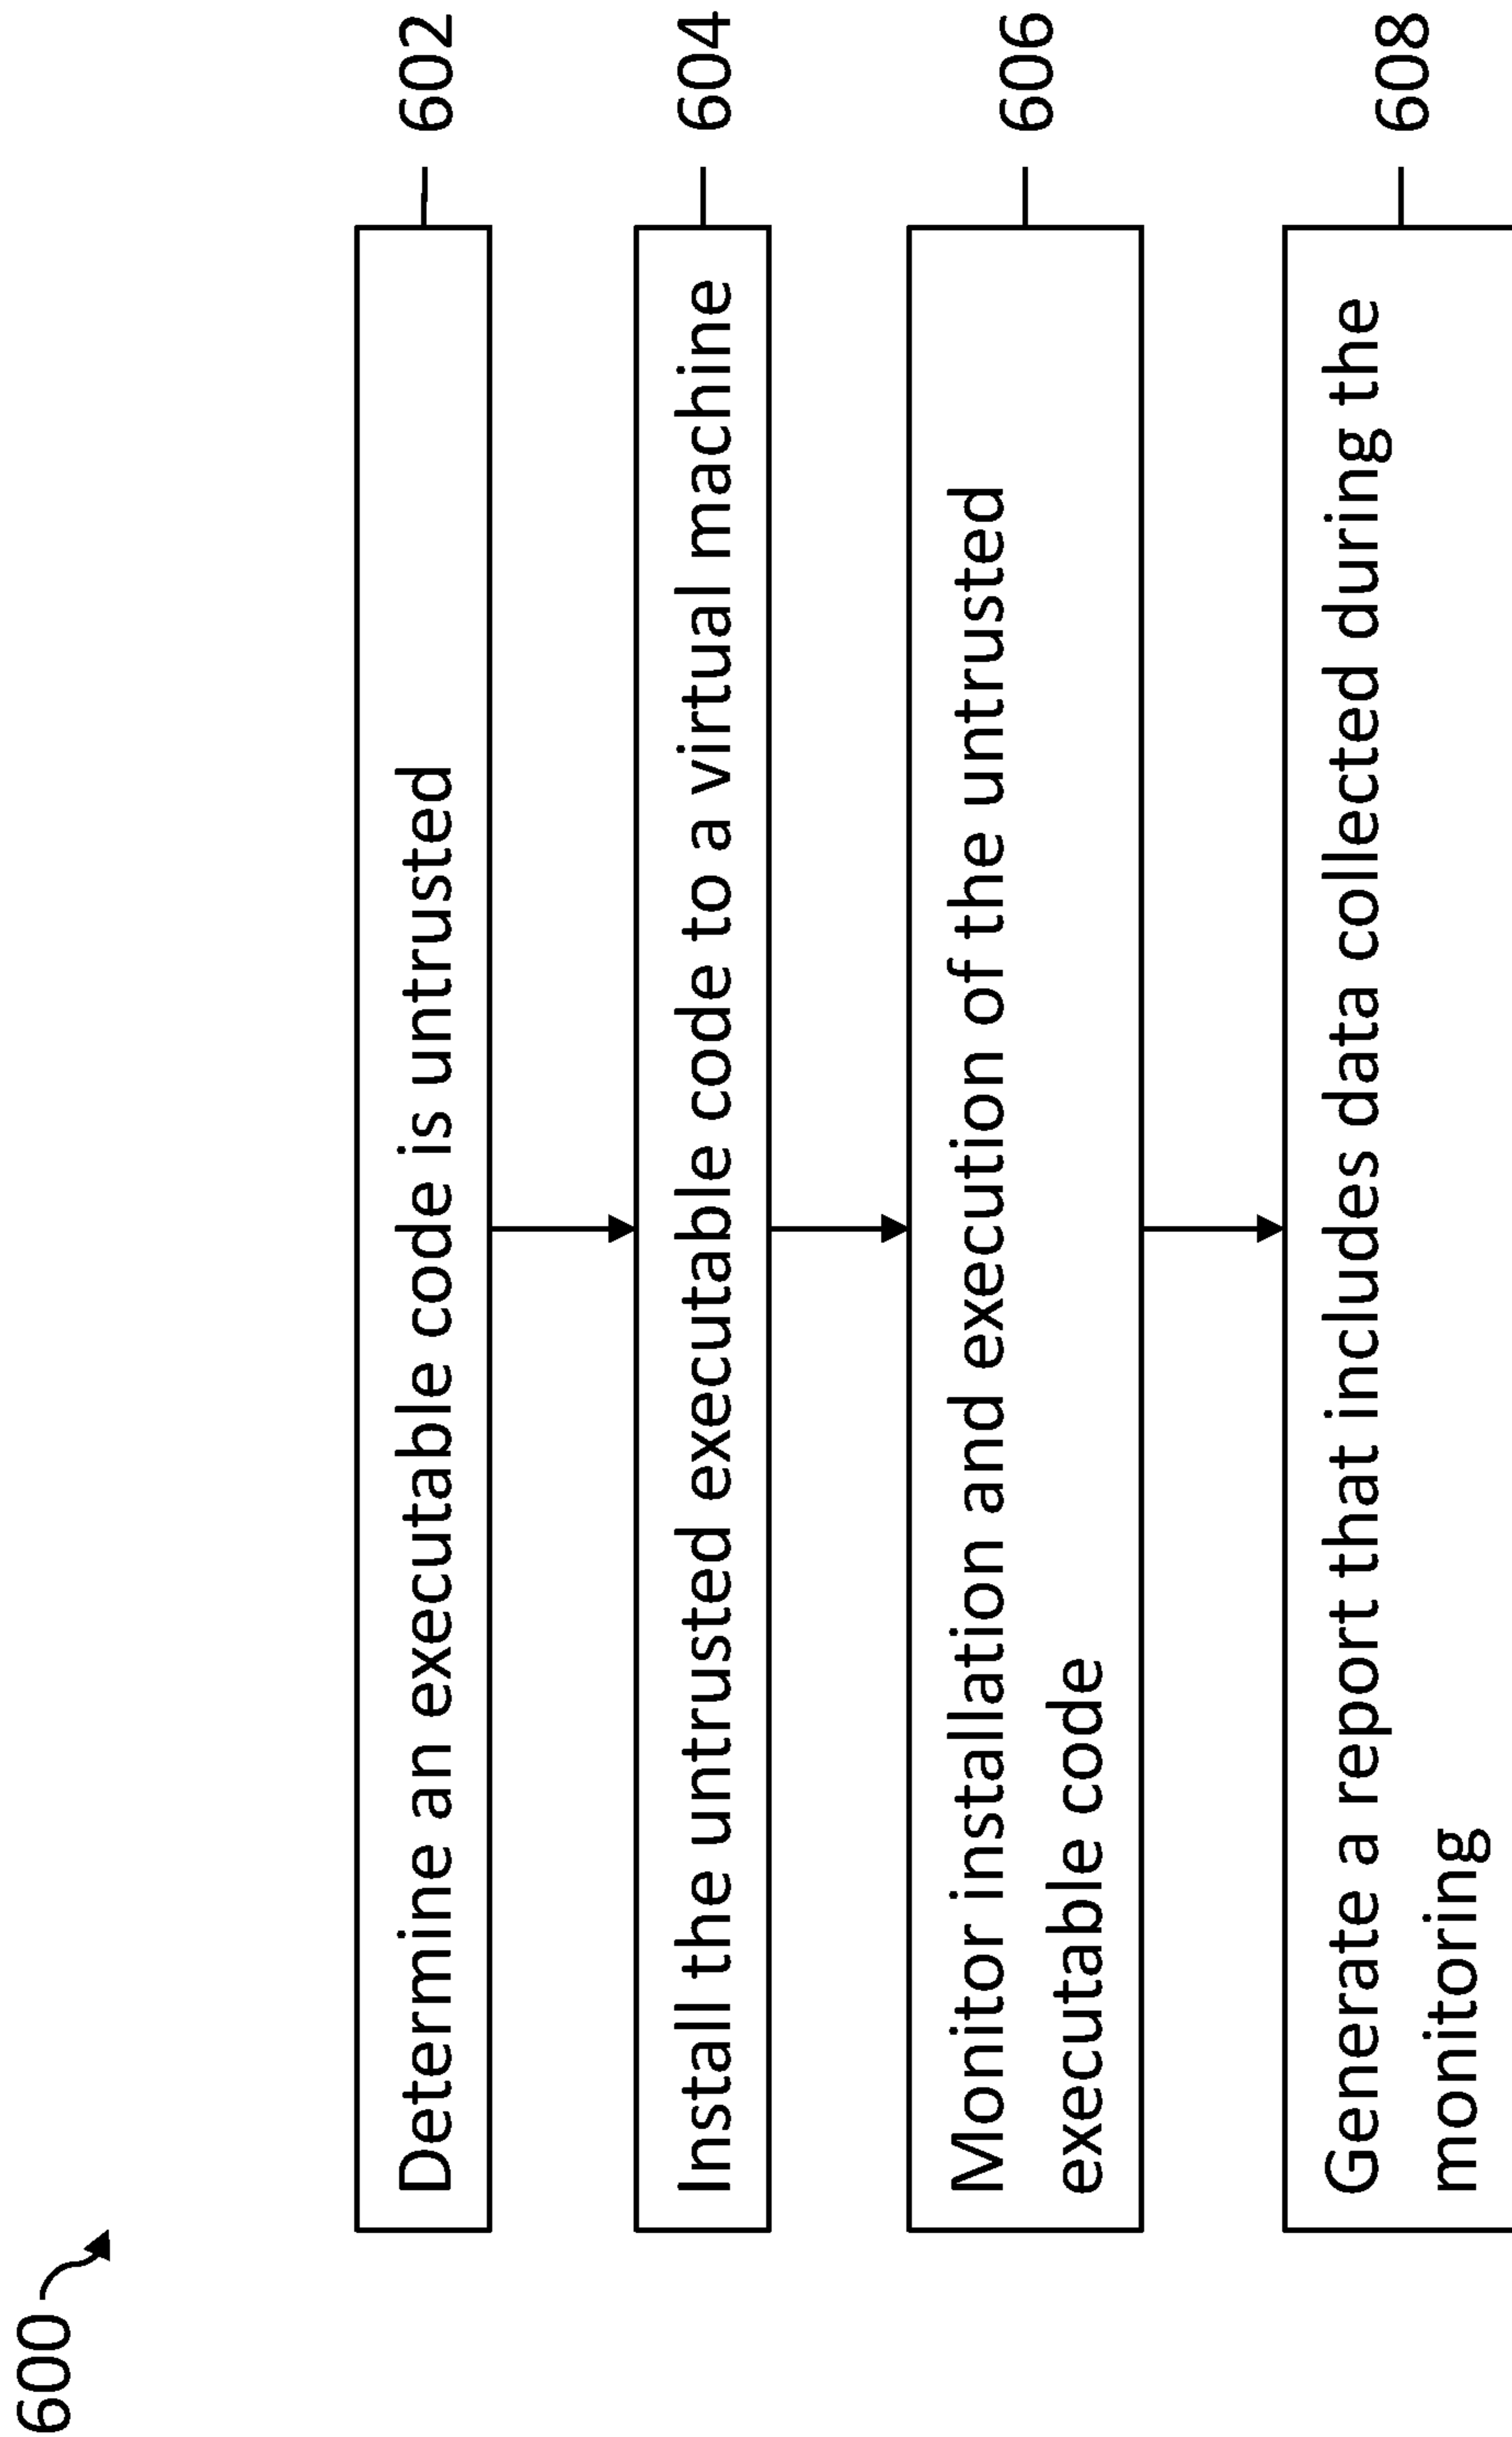 600
Determine an executable code is untrusted
602
Install the untrusted executable code to a virtual machine
604
Monitor installation and execution of the untrusted
executable code
606
Generate a report that includes data collected during the
monitoring
608